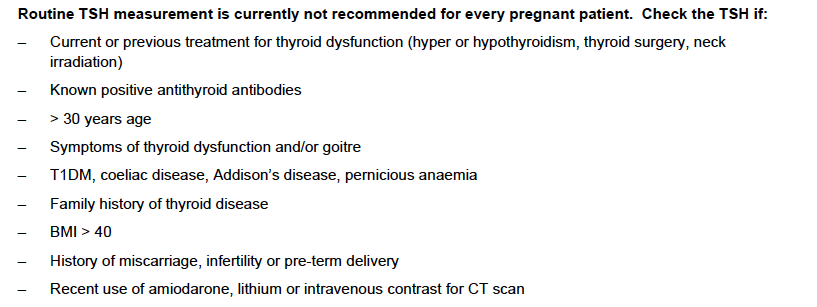 Routine TSH measurement is currently not recommended for every pregnant patient.  Check the TSH if:
– Current or previous treatment for thyroid dysfunction (hyper or hypothyroidism, thyroid surgery, neck
irradiation)
– Known positive antithyroid antibodies
– > 30 years age
– Symptoms of thyroid dysfunction and/or goitre
– T1DM, coeliac disease, Addison’s disease, pernicious anaemia
– Family history of thyroid disease
– BMI > 40
– History of miscarriage, infertility or pre-term delivery
– Recent use of amiodarone, lithium or intravenous contrast for CT scan